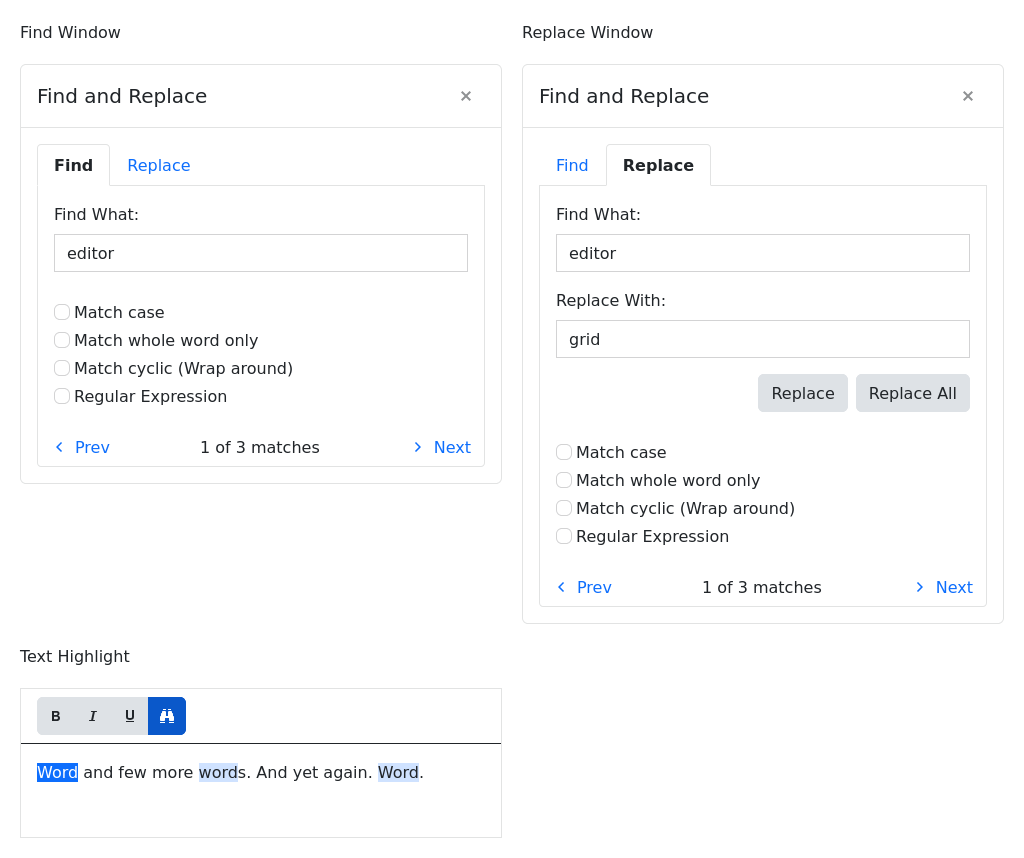 Find Window
Find and Replace
×
Find Replace
Find What:
editor
Match case
Match whole word only
Match cyclic (Wrap around)
Regular Expression
Prev 1 of 3 matches Next
Replace Window
Find and Replace
×
Find Replace
Find What:
editor
Replace With:
grid
Replace Replace All
Match case
Match whole word only
Match cyclic (Wrap around)
Regular Expression
Prev 1 of 3 matches Next
Text Highlight
B I U
Word and few more words. And yet again. Word.